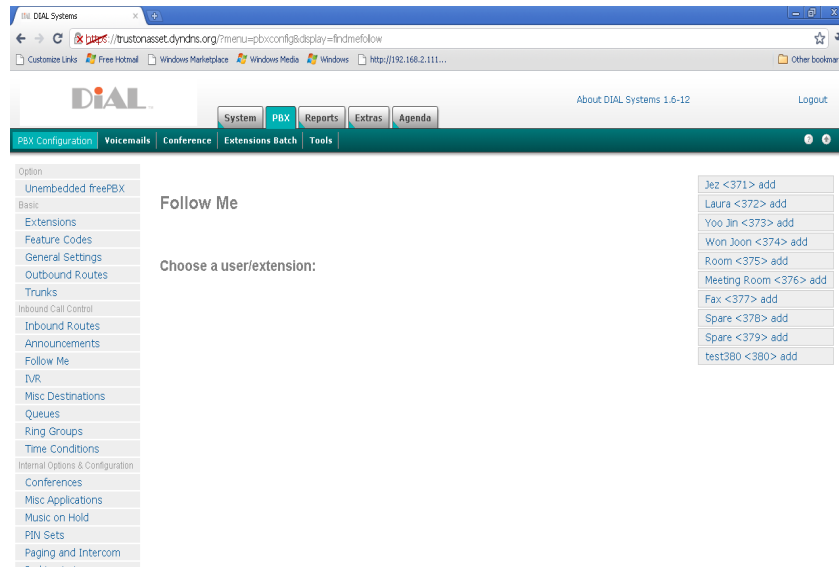 DIAL Systems
https://trustonasset.dyndns.org/?menu=pbxconfig&display=findmefollow
Customize Links Free Hotmail Windows Marketplace Windows Media Windows http://192.168.2.111... Other bookmar
DiAL
About DIAL Systems 1.6-12 Logout
System PBX Reports Extras Agenda
PBX Configuration Voicemails Conference Extensions Batch Tools
Option
Unembedded freePBX
Basic
Extensions
Feature Codes
General Settings
Outbound Routes
Trunks
Inbound Call Control
Inbound Routes
Announcements
Follow Me
IVR
Misc Destinations
Queues
Ring Groups
Time Conditions
Internal Options & Configuration
Conferences
Misc Applications
Music on Hold
PIN Sets
Paging and Intercom
Follow Me
Choose a user/extension:
Jez <371> add
Laura <372> add
Yoo Jin <373> add
Won Joon <374> add
Room <375> add
Meeting Room <376> add
Fax <377> add
Spare <378> add
Spare <379> add
test380 <380> add